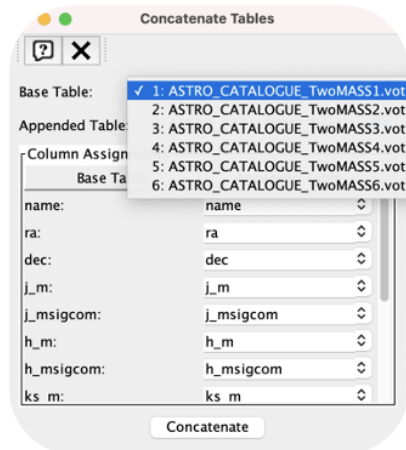 Concatenate Tables
Base Table:
✓ 1: ASTRO_CATALOGUE_TwoMASS1.vot
2: ASTRO_CATALOGUE_TwoMASS2.vot
Appended Table:
3: ASTRO_CATALOGUE_TwoMASS3.vot
4: ASTRO_CATALOGUE_TwoMASS4.vot
Column
5: ASTRO_CATALOGUE_TwoMASS5.vot
Base
6: ASTRO_CATALOGUE_TwoMASS6.vot
name: name
ra: ra
dec: dec
j_m: j_m
j_msigcom: j_msigcom
h_m: h_m
h_msigcom: h_msigcom
ks_m: ks_m
Concatenate